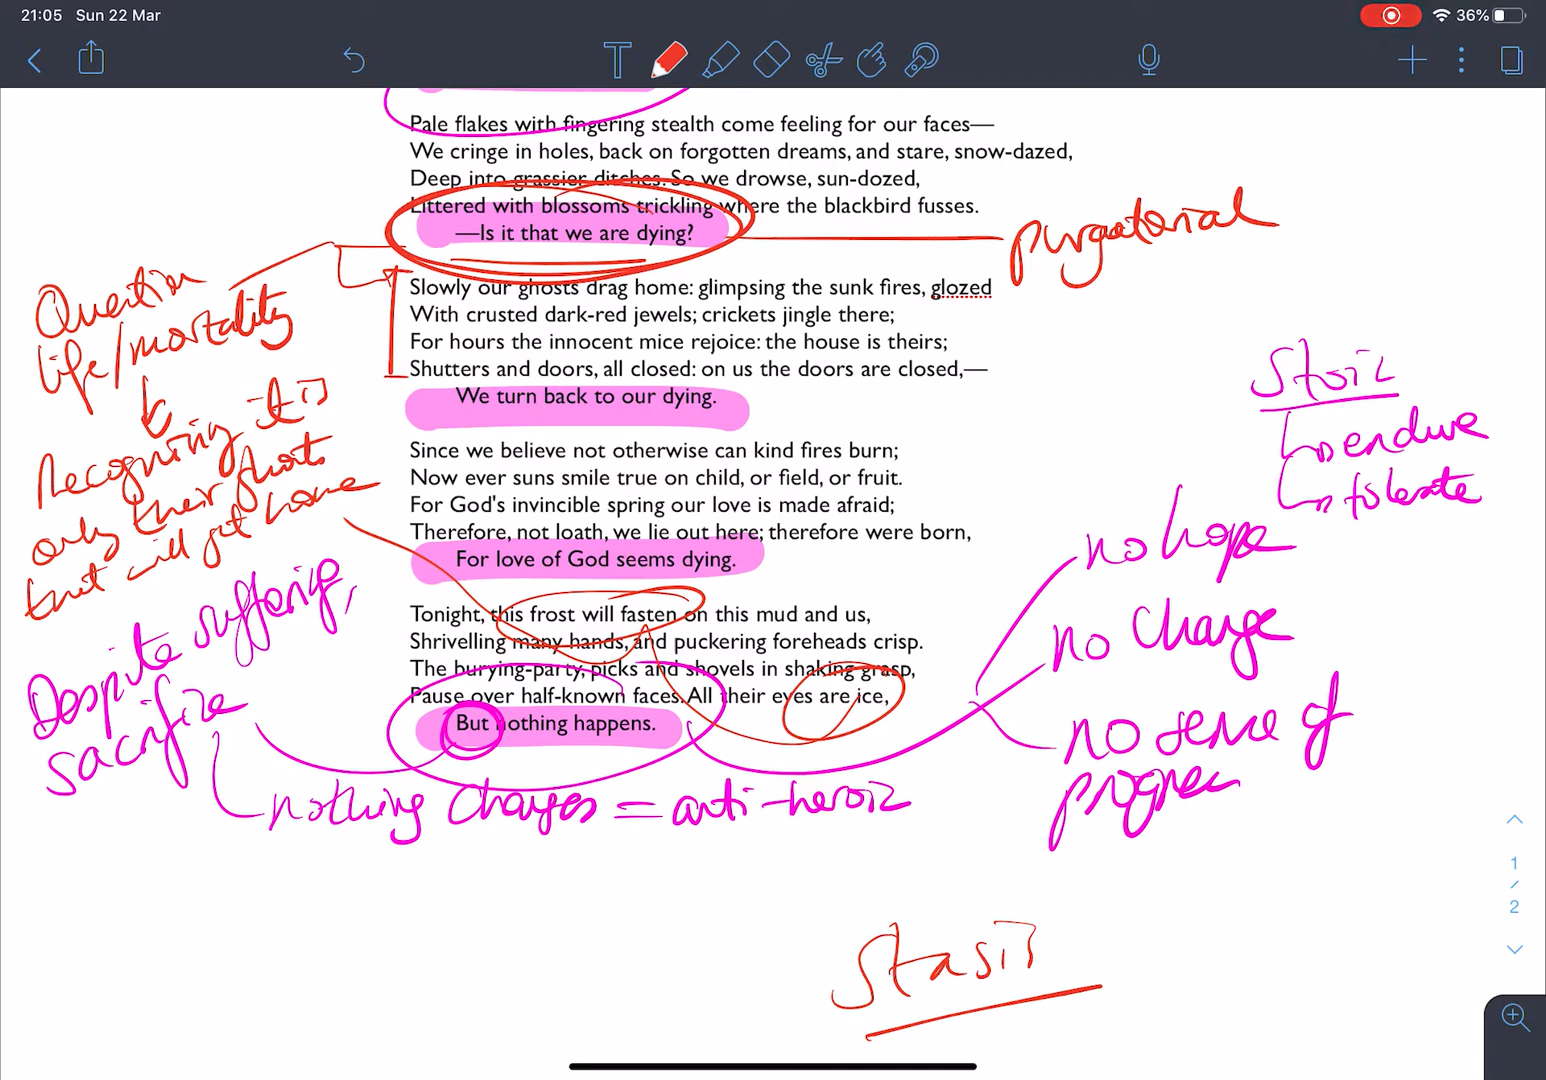 21:05 Sun 22 Mar
36%
T
Pale flakes with fingering stealth come feeling for our faces—
We cringe in holes, back on forgotten dreams, and stare, snow-dazed,
Deep into grassier ditches. So we drowse, sun-dozed,
Littered with blossoms trickling where the blackbird fusses.
—Is it that we are dying?
purgatorial
Slowly our ghosts drag home: glimpsing the sunk fires, glozed
With crusted dark-red jewels; crickets jingle there;
For hours the innocent mice rejoice: the house is theirs;
Shutters and doors, all closed: on us the doors are closed,—
We turn back to our dying.
Question
life/mortality
Recognising it is
only their ghosts
that will get home
Stoic
endure
tolerate
Since we believe not otherwise can kind fires burn;
Now ever suns smile true on child, or field, or fruit.
For God's invincible spring our love is made afraid;
Therefore, not loath, we lie out here; therefore were born,
For love of God seems dying.
no hope
no change
no sense of
progress
Tonight, this frost will fasten on this mud and us,
Shrivelling many hands, and puckering foreheads crisp.
The burying-party, picks and shovels in shaking grasp,
Pause over half-known faces. All their eyes are ice,
But nothing happens.
Despite suffering,
sacrifice
nothing changes = anti-heroic
stasis
1
/
2